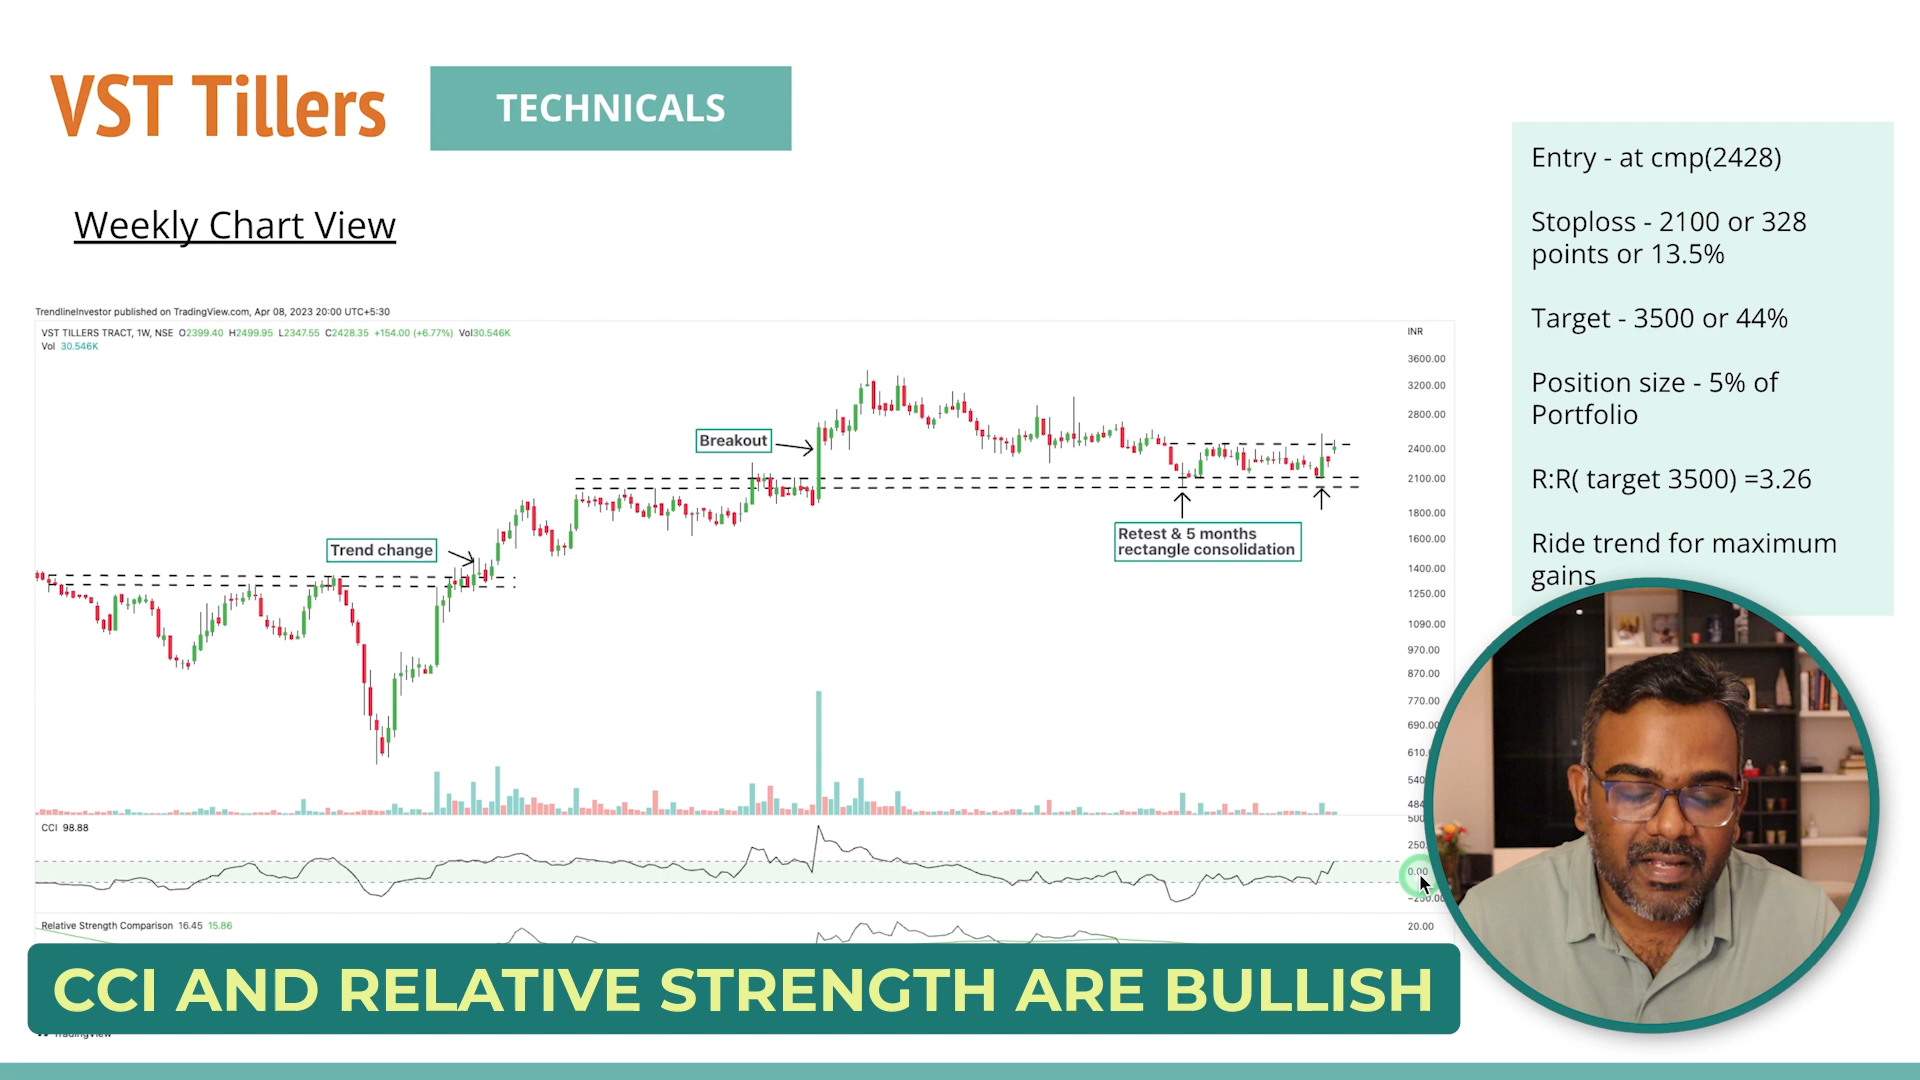 VST Tillers
TECHNICALS
Weekly Chart View
Entry - at cmp(2428)
Stoploss - 2100 or 328
points or 13.5%
Target - 3500 or 44%
Position size - 5% of
Portfolio
R:R( target 3500) =3.26
Ride trend for maximum
gains
TrendlineInvestor published on TradingView.com, Apr 08, 2023 20:00 UTC+5:30
VST TILLERS TRACT, 1W, NSE O2399.40 H2499.95 L2347.55 C2428.35 +154.00 (+6.77%) Vol30.546K
Vol 30.546K
INR
3600.00
3200.00
2800.00
2400.00
2100.00
1800.00
1600.00
1400.00
1250.00
1090.00
970.00
870.00
770.00
690.00
610.
540
484
Breakout
Trend change
Retest & 5 months
rectangle consolidation
CCI 98.88
500
250.
0.00
-250.00
Relative Strength Comparison 16.45 15.86
20.00
CCI AND RELATIVE STRENGTH ARE BULLISH
TradingView